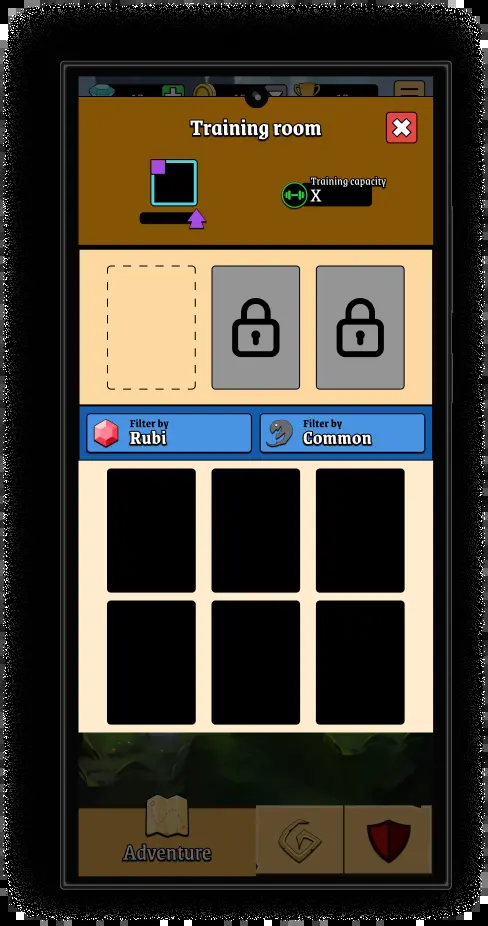 Training room
Training capacity
X
Filter by
Rubi
Filter by
Common
Adventure